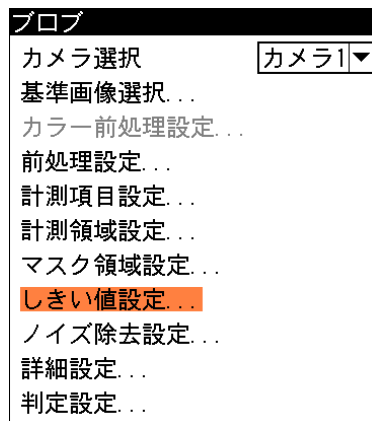 ブロブ
カメラ選択 カメラ1▼
基準画像選択...
カラー前処理設定...
前処理設定...
計測項目設定...
計測領域設定...
マスク領域設定...
しきい値設定...
ノイズ除去設定...
詳細設定...
判定設定...